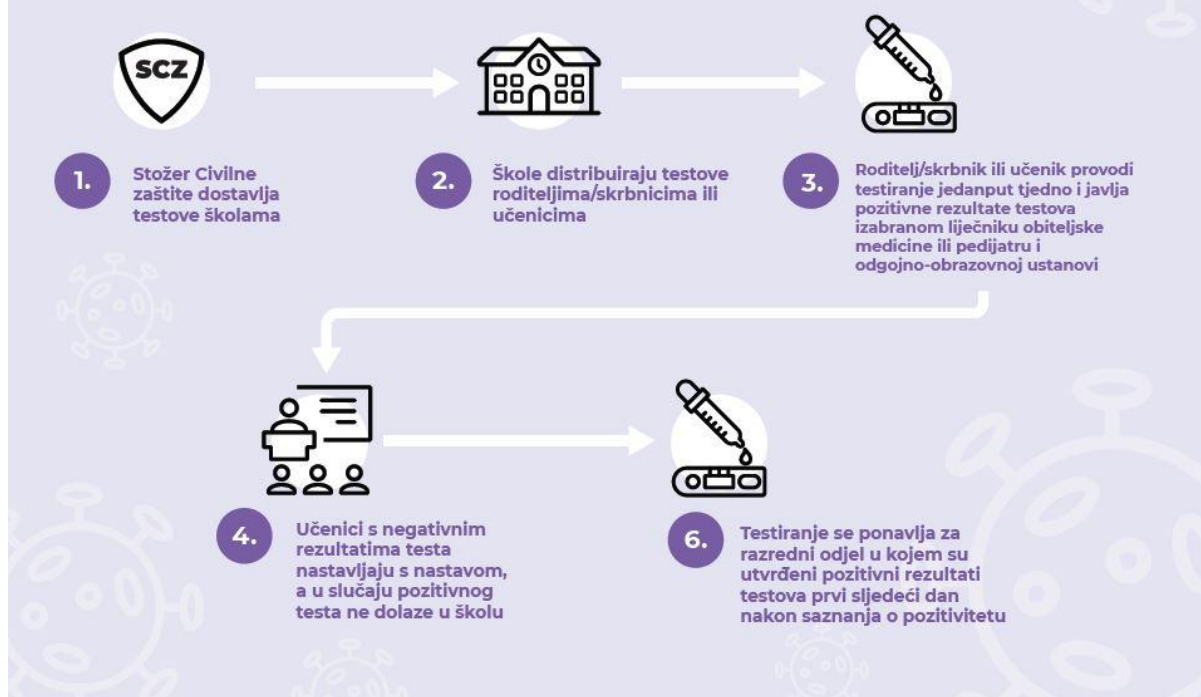 SCZ
1.
Stožer Civilne
zaštite dostavlja
testove školama
2.
Škole distribuiraju testove
roditeljima/skrbnicima ili
učenicima
3.
Roditelj/skrbnik ili učenik provodi
testiranje jedanput tjedno i javlja
pozitivne rezultate testova
izabranom liječniku obiteljske
medicine ili pedijatru i
odgojno-obrazovnoj ustanovi
4.
Učenici s negativnim
rezultatima testa
nastavljaju s nastavom,
a u slučaju pozitivnog
testa ne dolaze u školu
6.
Testiranje se ponavlja za
razredni odjel u kojem su
utvrđeni pozitivni rezultati
testova prvi sljedeći dan
nakon saznanja o pozitivitetu